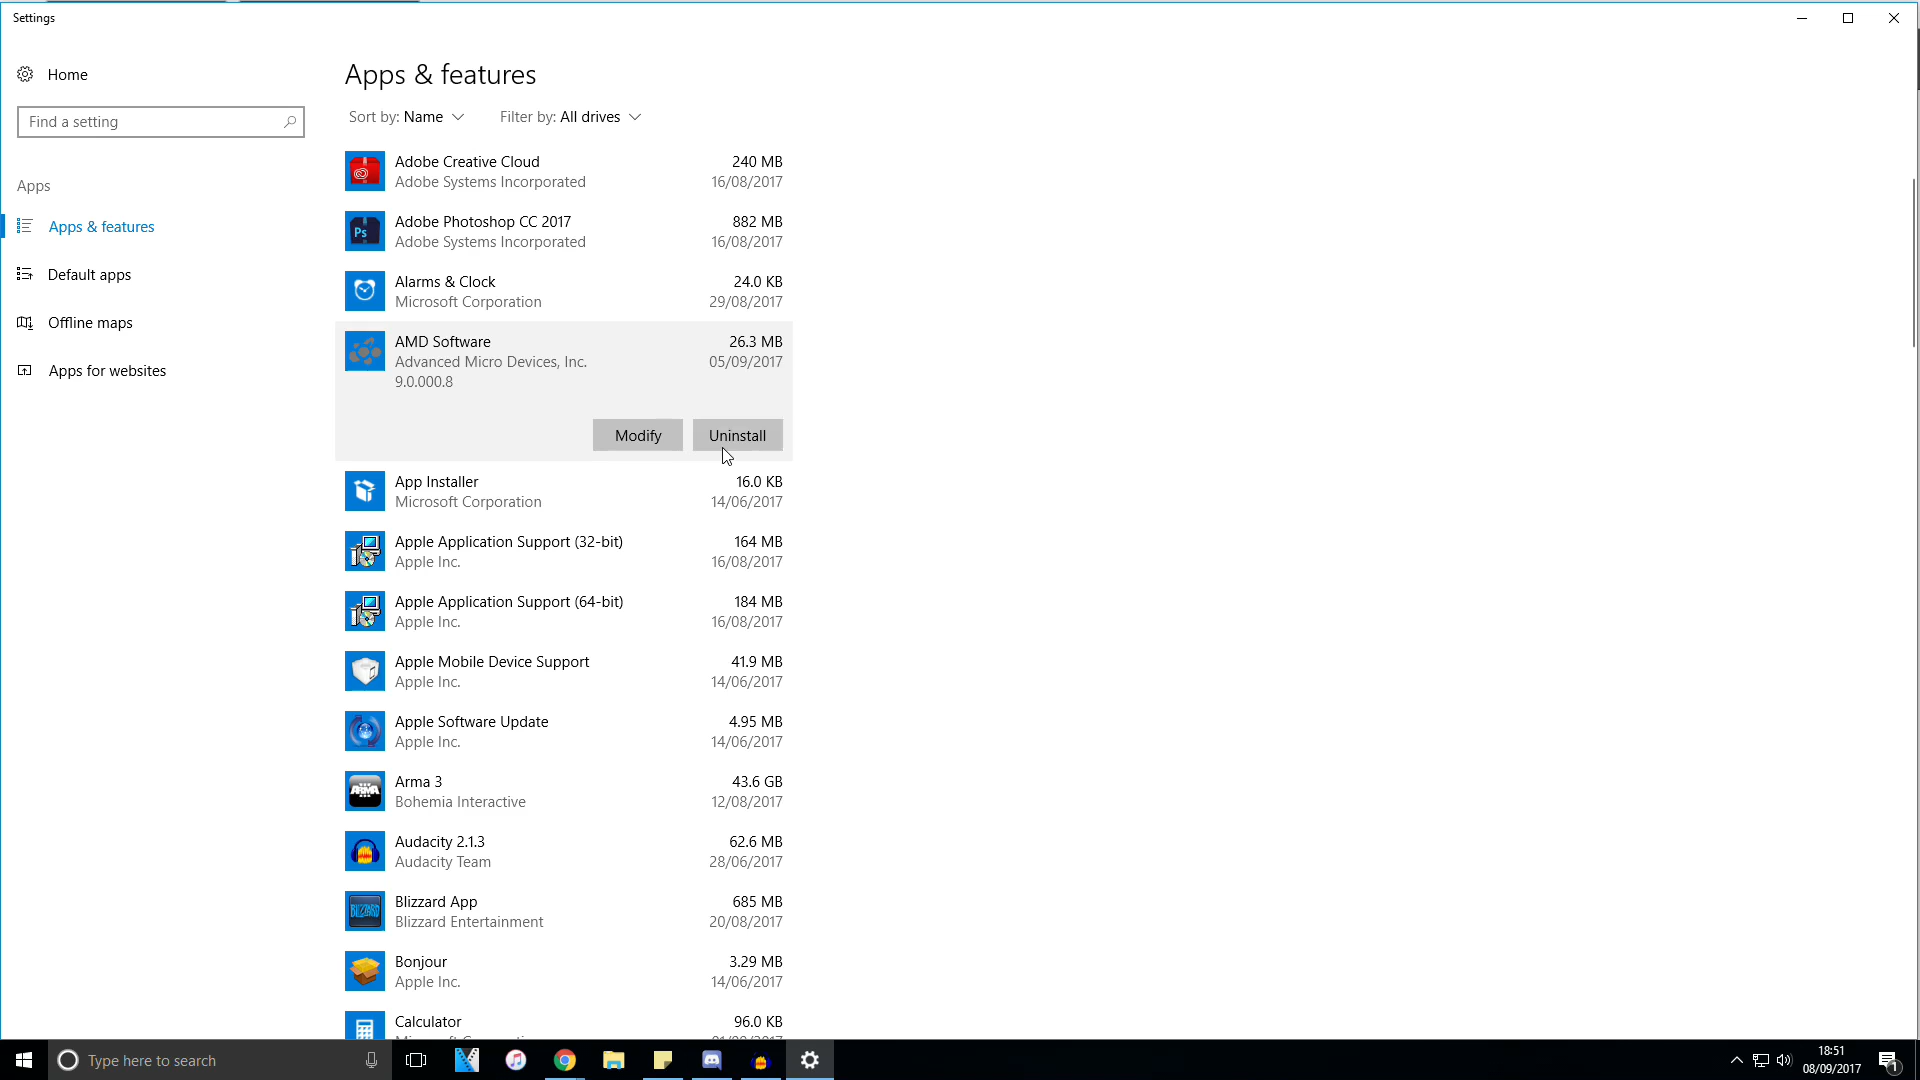 Settings
Home
Find a setting
Apps
Apps & features
Default apps
Offline maps
Apps for websites
Apps & features
Sort by: Name
Filter by: All drives
Adobe Creative Cloud 240 MB
Adobe Systems Incorporated 16/08/2017
Ps
Adobe Photoshop CC 2017 882 MB
Adobe Systems Incorporated 16/08/2017
Alarms & Clock 24.0 KB
Microsoft Corporation 29/08/2017
AMD Software 26.3 MB
Advanced Micro Devices, Inc. 05/09/2017
9.0.000.8
Modify Uninstall
App Installer 16.0 KB
Microsoft Corporation 14/06/2017
Apple Application Support (32-bit) 164 MB
Apple Inc. 16/08/2017
Apple Application Support (64-bit) 184 MB
Apple Inc. 16/08/2017
Apple Mobile Device Support 41.9 MB
Apple Inc. 14/06/2017
Apple Software Update 4.95 MB
Apple Inc. 14/06/2017
ARMA
Arma 3 43.6 GB
Bohemia Interactive 12/08/2017
Audacity 2.1.3 62.6 MB
Audacity Team 28/06/2017
BLIZZARD
Blizzard App 685 MB
Blizzard Entertainment 20/08/2017
Bonjour 3.29 MB
Apple Inc. 14/06/2017
Calculator 96.0 KB
Type here to search
18:51
08/09/2017
1